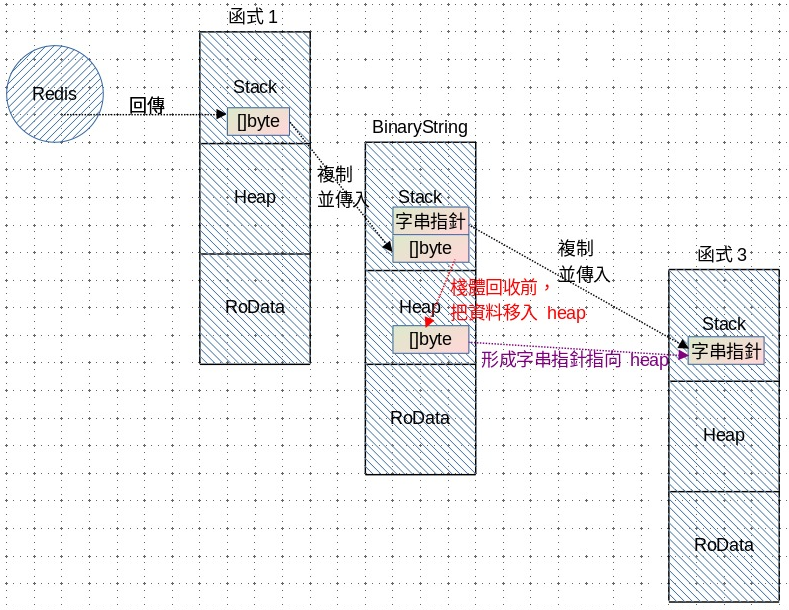 函式 1
Redis
回傳
Stack
[]byte
Heap
RoData
複制
並傳入
BinaryString
Stack
字串指針
[]byte
Heap
棧體回收前，
把資料移入 heap
[]byte
RoData
複制
並傳入
形成字串指針指向 heap
函式 3
Stack
字串指針
Heap
RoData